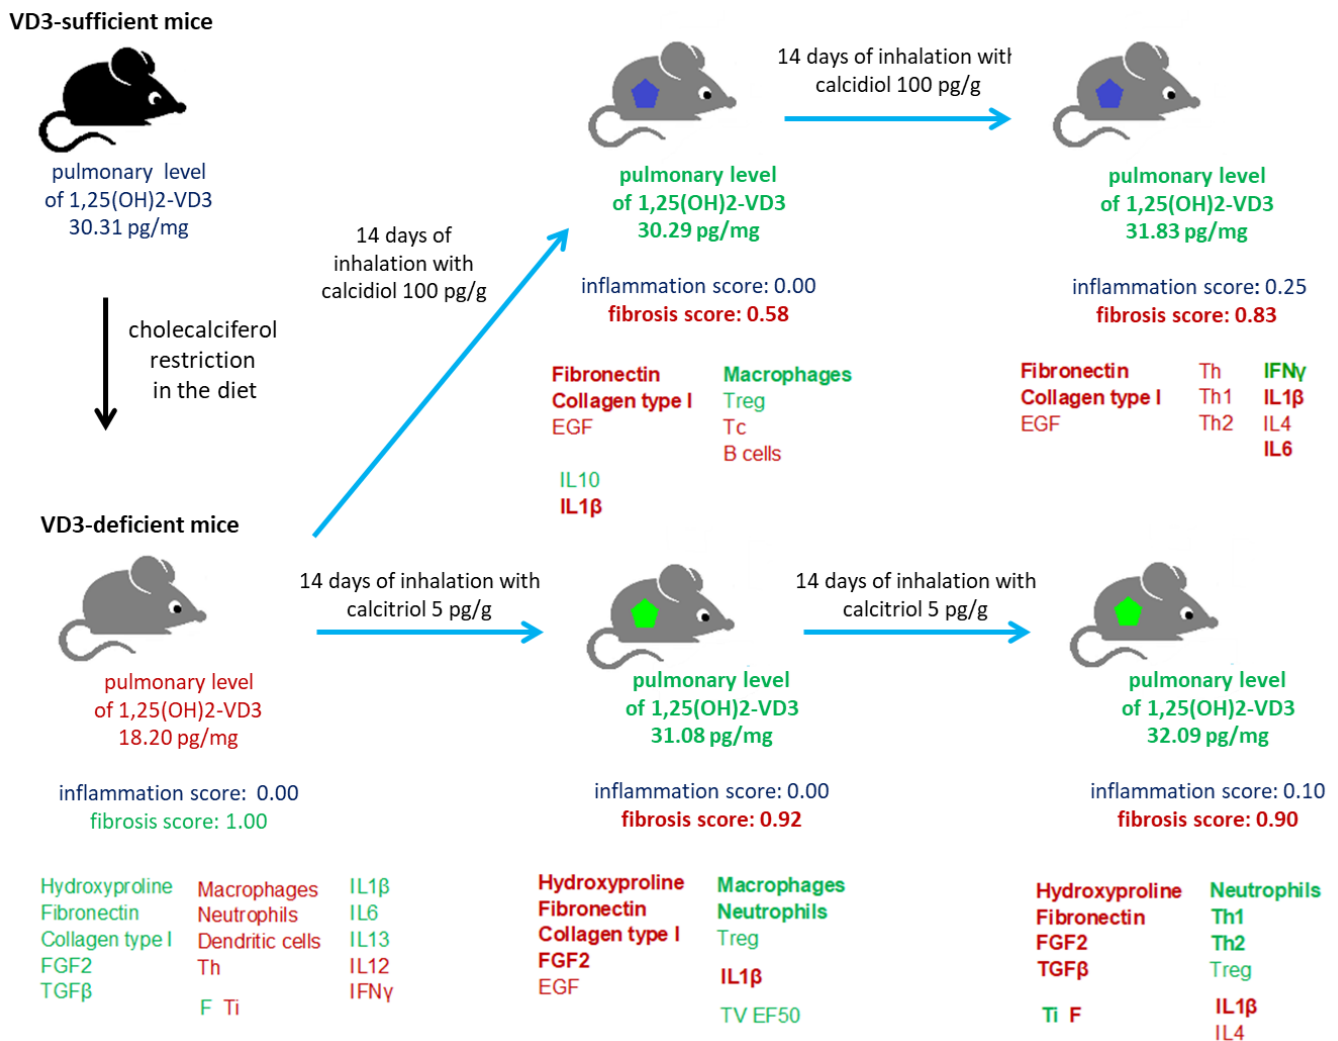 VD3-sufficient mice
pulmonary level
of 1,25(OH)2-VD3
30.31 pg/mg
cholecalciferol
restriction
in the diet
14 days of
inhalation with
calcidiol 100 pg/g
pulmonary level
of 1,25(OH)2-VD3
30.29 pg/mg
inflammation score: 0.00
fibrosis score: 0.58
Fibronectin
Collagen type I
EGF
IL10
IL1β
Macrophages
Treg
Tc
B cells
14 days of inhalation with
calcidiol 100 pg/g
pulmonary level
of 1,25(OH)2-VD3
31.83 pg/mg
inflammation score: 0.25
fibrosis score: 0.83
Fibronectin
Collagen type I
EGF
Th
Th1
Th2
IFNγ
IL1β
IL4
IL6
VD3-deficient mice
pulmonary level
of 1,25(OH)2-VD3
18.20 pg/mg
inflammation score: 0.00
fibrosis score: 1.00
Hydroxyproline
Fibronectin
Collagen type I
FGF2
TGFβ
Macrophages
Neutrophils
Dendritic cells
Th
F Ti
IL1β
IL6
IL13
IL12
IFNγ
14 days of inhalation with
calcitriol 5 pg/g
pulmonary level
of 1,25(OH)2-VD3
31.08 pg/mg
inflammation score: 0.00
fibrosis score: 0.92
Hydroxyproline
Fibronectin
Collagen type I
FGF2
EGF
Macrophages
Neutrophils
Treg
IL1β
TV EF50
14 days of inhalation with
calcitriol 5 pg/g
pulmonary level
of 1,25(OH)2-VD3
32.09 pg/mg
inflammation score: 0.10
fibrosis score: 0.90
Hydroxyproline
Fibronectin
FGF2
TGFβ
Ti F
Neutrophils
Th1
Th2
Treg
IL1β
IL4